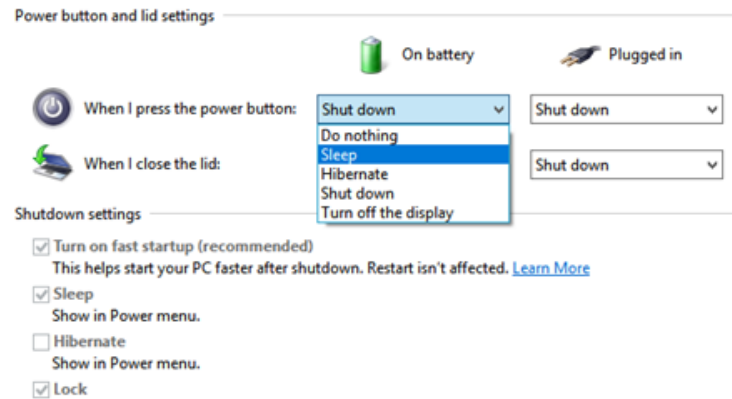 Power button and lid settings
On battery Plugged in
When I press the power button: Shut down Shut down
Do nothing
Sleep
When I close the lid: Shut down
Hibernate
Shut down
Turn off the display
Shutdown settings
Turn on fast startup (recommended)
This helps start your PC faster after shutdown. Restart isn't affected. Learn More
Sleep
Show in Power menu.
Hibernate
Show in Power menu.
Lock